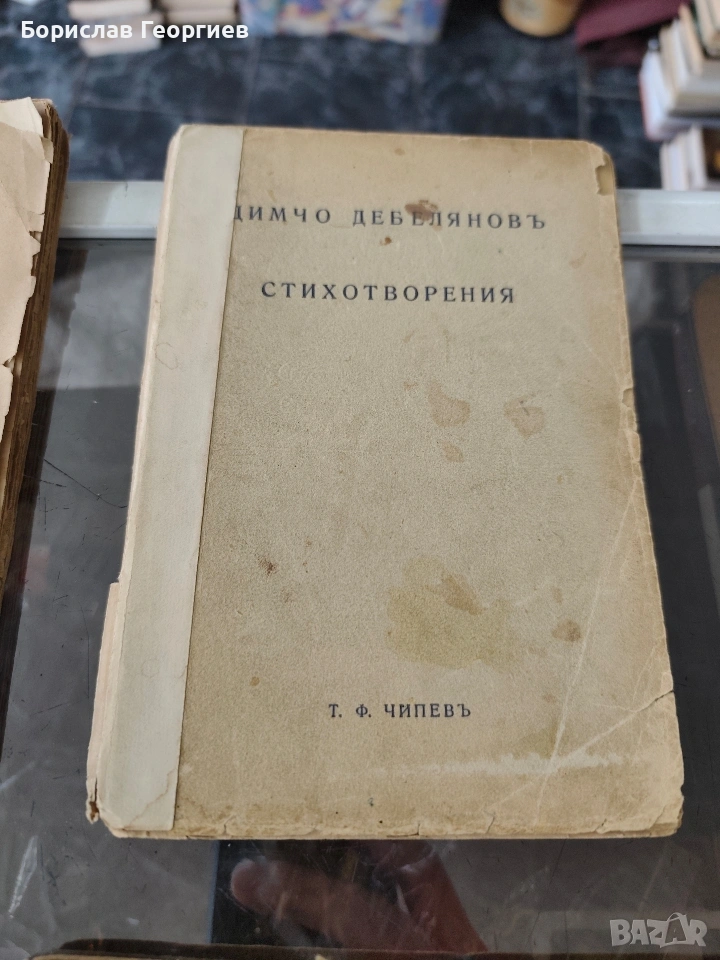 Борислав Георгиев
ДИМЧО ДЕБЕЛЯНОВЪ
СТИХОТВОРЕНИЯ
Т. Ф. ЧИПЕВЪ
BAZAR